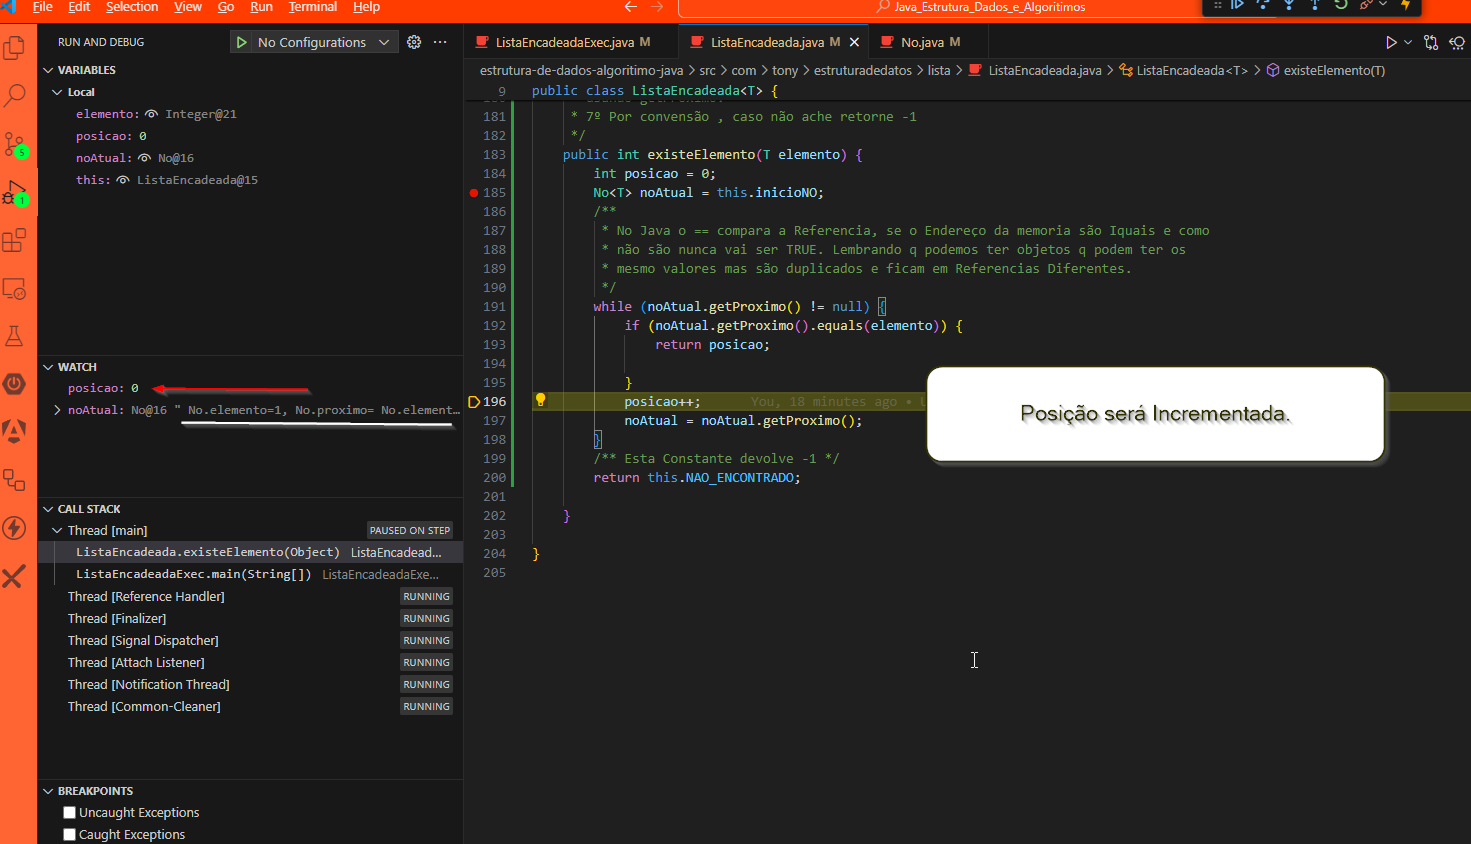 File Edit Selection View Go Run Terminal Help
Java_Estrutura_Dados_e_Algoritimos
RUN AND DEBUG
No Configurations
ListaEncadeadaExec.java M
ListaEncadeada.java M
No.java M
estrutura-de-dados-algoritimo-java > src > com > tony > estruturadedatos > lista > ListaEncadeada.java > ListaEncadeada<T> > existeElemento(T)
VARIABLES
Local
elemento: Integer@21
posicao: 0
noAtual: No@16
this: ListaEncadeada@15
WATCH
posicao: 0
noAtual: No@16 " No.elemento=1, No.proximo= No.element...
CALL STACK
Thread [main] PAUSED ON STEP
ListaEncadeada.existeElemento(Object) ListaEncadead...
ListaEncadeadaExec.main(String[]) ListaEncadeadaExe...
Thread [Reference Handler] RUNNING
Thread [Finalizer] RUNNING
Thread [Signal Dispatcher] RUNNING
Thread [Attach Listener] RUNNING
Thread [Notification Thread] RUNNING
Thread [Common-Cleaner] RUNNING
BREAKPOINTS
Uncaught Exceptions
Caught Exceptions
5
1
9 public class ListaEncadeada<T> {
181 * 7º Por convensão , caso não ache retorne -1
182 */
183 public int existeElemento(T elemento) {
184 int posicao = 0;
185 No<T> noAtual = this.inicioNO;
186 /**
187 * No Java o == compara a Referencia, se o Endereço da memoria são Iquais e como
188 * não são nunca vai ser TRUE. Lembrando q podemos ter objetos q podem ter os
189 * mesmo valores mas são duplicados e ficam em Referencias Diferentes.
190 */
191 while (noAtual.getProximo() != null) {
192 if (noAtual.getProximo().equals(elemento)) {
193 return posicao;
194
195 }
196 posicao++; You, 18 minutes ago •
197 noAtual = noAtual.getProximo();
198 }
199 /** Esta Constante devolve -1 */
200 return this.NAO_ENCONTRADO;
201
202 }
203
204 }
205
Posição será Incrementada.